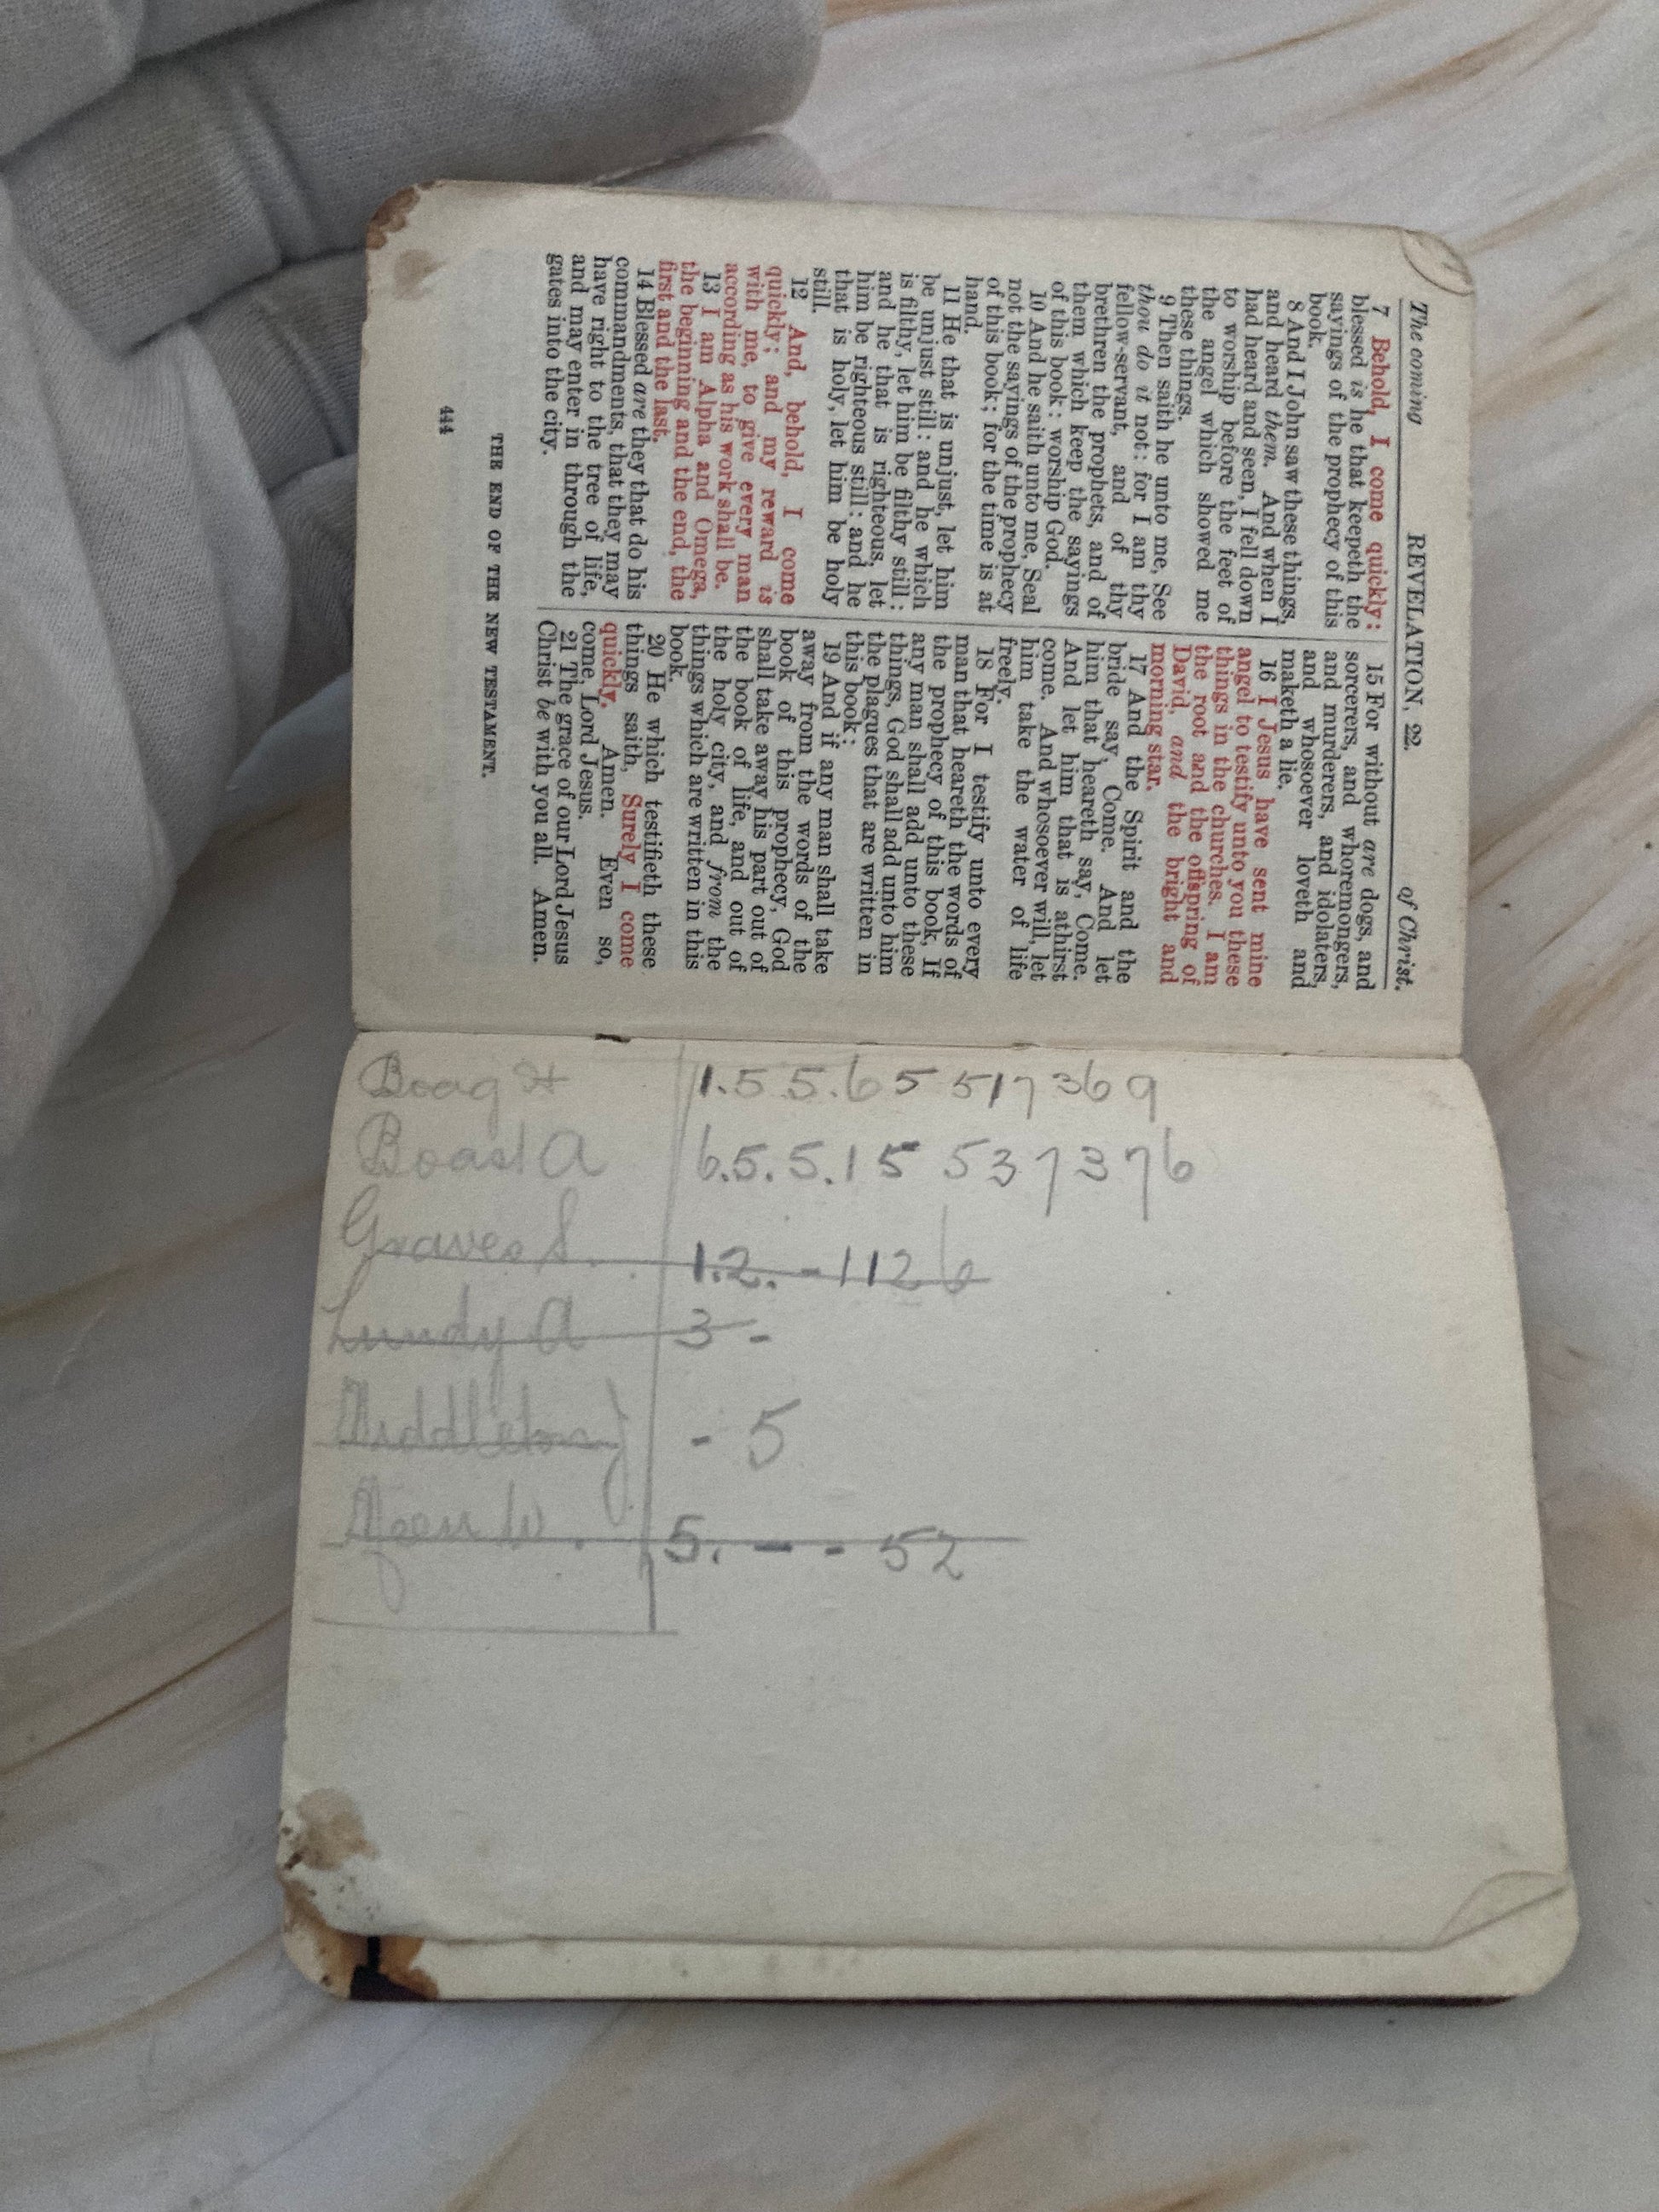 The coming REVELATION, 22. of Christ.
7 Behold, I come quickly:
blessed is he that keepeth the
sayings of the prophecy of this
book.
8 And I John saw these things,
and heard them. And when I
had heard and seen, I fell down
to worship before the feet of
the angel which showed me
these things.
9 Then saith he unto me, See
thou do it not: for I am thy
fellow-servant, and of thy
brethren the prophets, and of
them which keep the sayings
of this book: worship God.
10 And he saith unto me, Seal
not the sayings of the prophecy
of this book; for the time is at
hand.
11 He that is unjust, let him
be unjust still: and he which
is filthy, let him be filthy still:
and he that is righteous, let
him be righteous still: and he
that is holy, let him be holy
still.
12 And, behold, I come
quickly; and my reward is
with me, to give every man
according as his work shall be.
13 I am Alpha and Omega,
the beginning and the end, the
first and the last.
14 Blessed are they that do his
commandments, that they may
have right to the tree of life,
and may enter in through the
gates into the city.
15 For without are dogs, and
sorcerers, and whoremongers,
and murderers, and idolaters,
and whosoever loveth and
maketh a lie.
16 I Jesus have sent mine
angel to testify unto you these
things in the churches. I am
the root and the offspring of
David, and the bright and
morning star.
17 And the Spirit and the
bride say, Come. And let
him that heareth say, Come.
And let him that is athirst
come. And whosoever will, let
him take the water of life
freely.
18 For I testify unto every
man that heareth the words of
the prophecy of this book, If
any man shall add unto these
things, God shall add unto him
the plagues that are written in
this book:
19 And if any man shall take
away from the words of the
book of this prophecy, God
shall take away his part out of
the book of life, and out of
the holy city, and from the
things which are written in this
book.
20 He which testifieth these
things saith, Surely I come
quickly. Amen. Even so,
come, Lord Jesus.
21 The grace of our Lord Jesus
Christ be with you all. Amen.
THE END OF THE NEW TESTAMENT.
444
1.5.5.65 517369
A 6.5.5.15 537376
Graves S. 1.2.-1126
Lundy A 3-
Middleton J - 5
W. 5. - - 52